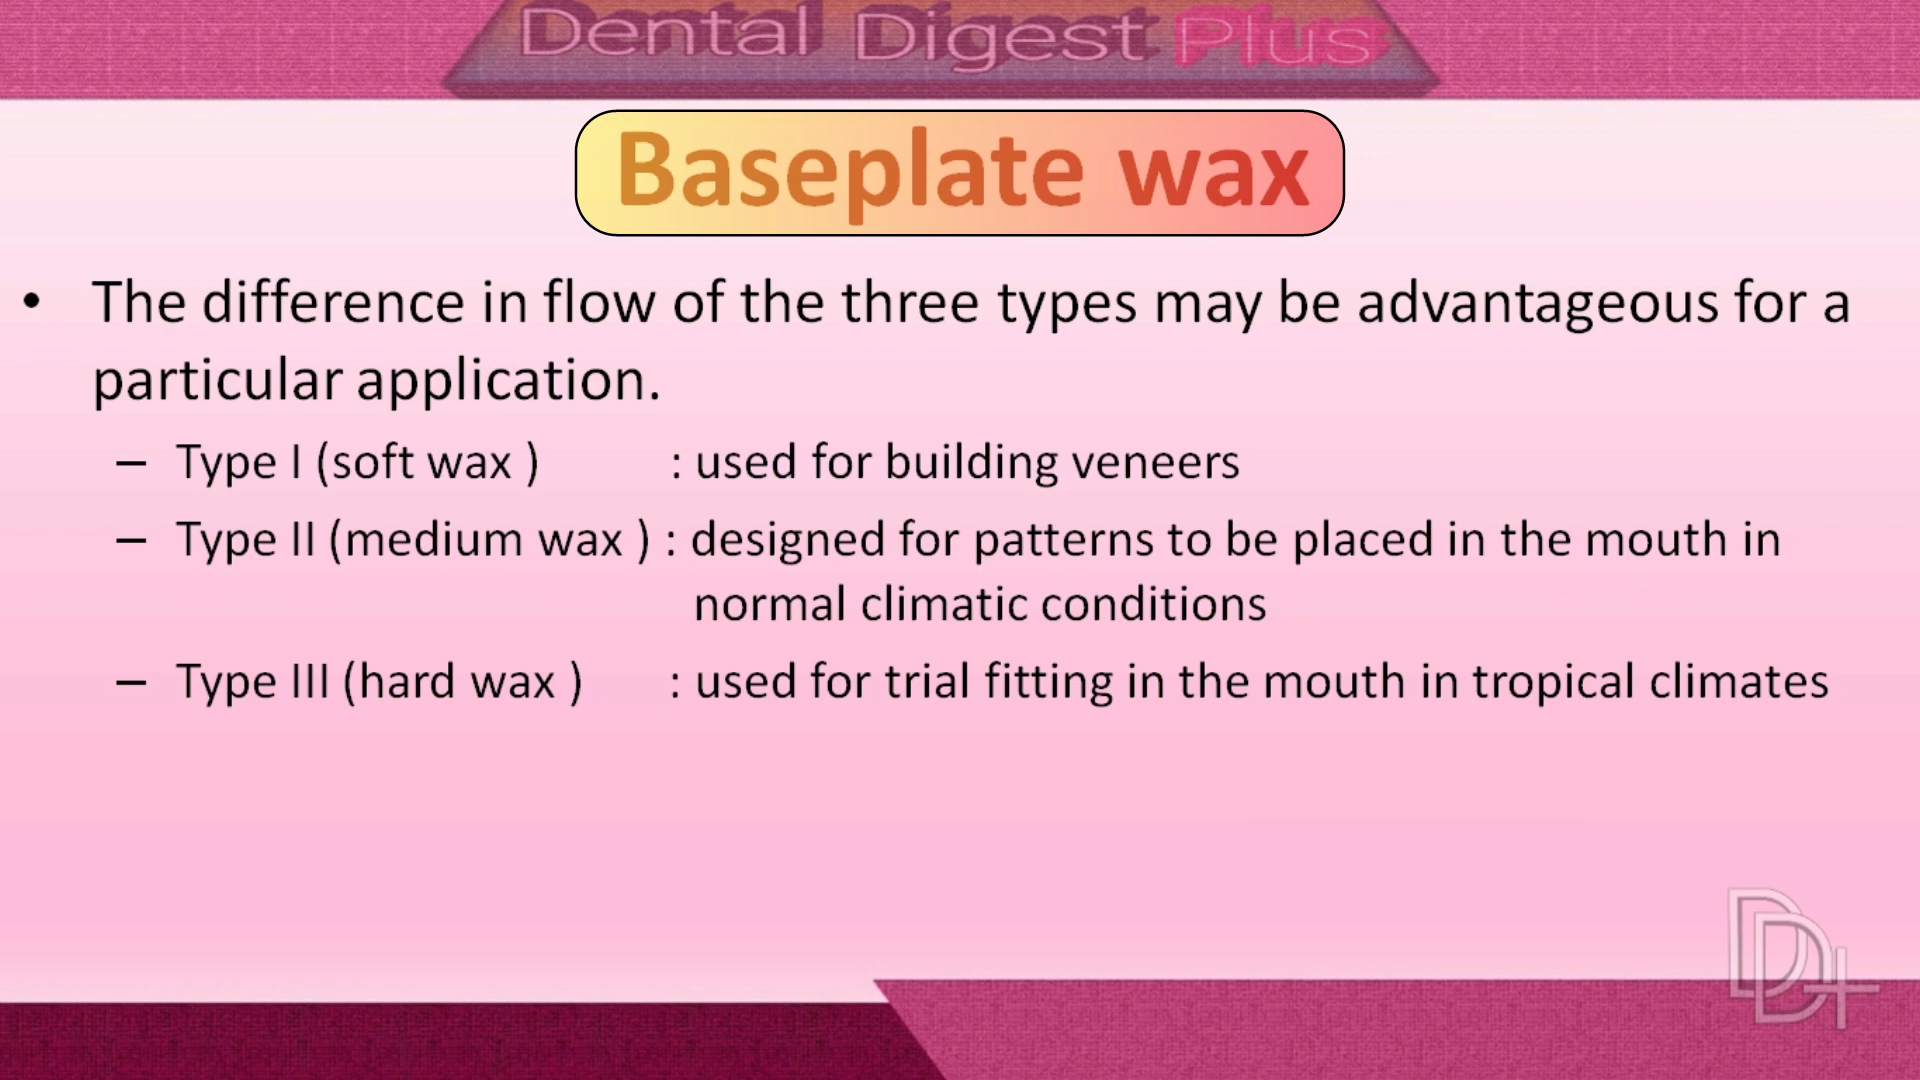 Dental Digest Plus
Baseplate wax
• The difference in flow of the three types may be advantageous for a
particular application.
– Type I (soft wax ) : used for building veneers
– Type II (medium wax ) : designed for patterns to be placed in the mouth in
normal climatic conditions
– Type III (hard wax ) : used for trial fitting in the mouth in tropical climates
DD+